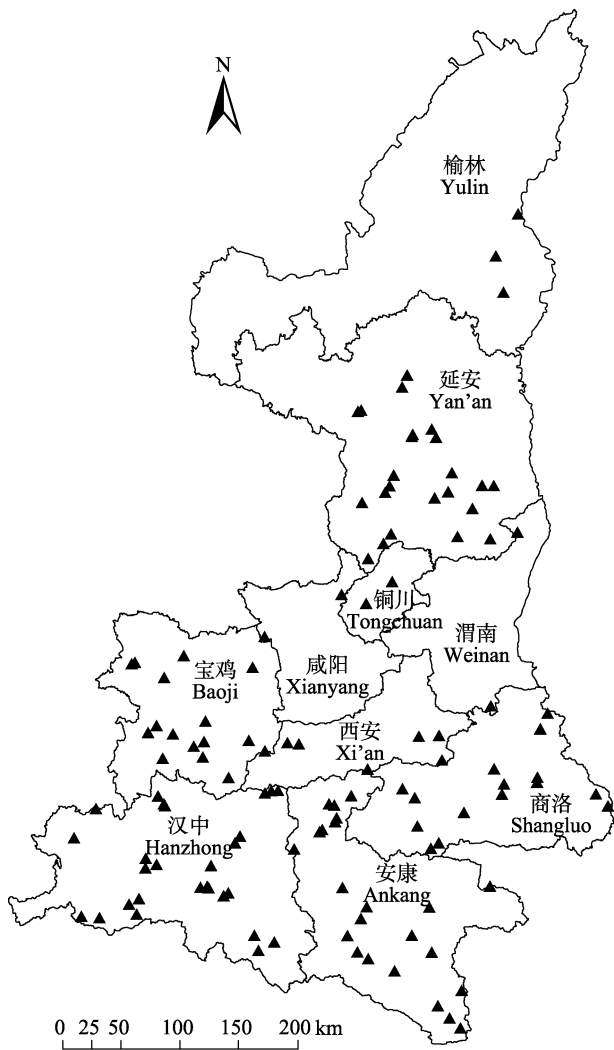 N
榆林
Yulin
延安
Yan’an
铜川
Tongchuan
渭南
Weinan
宝鸡
Baoji
咸阳
Xianyang
西安
Xi’an
商洛
Shangluo
汉中
Hanzhong
安康
Ankang
0 25 50 100 150 200 km